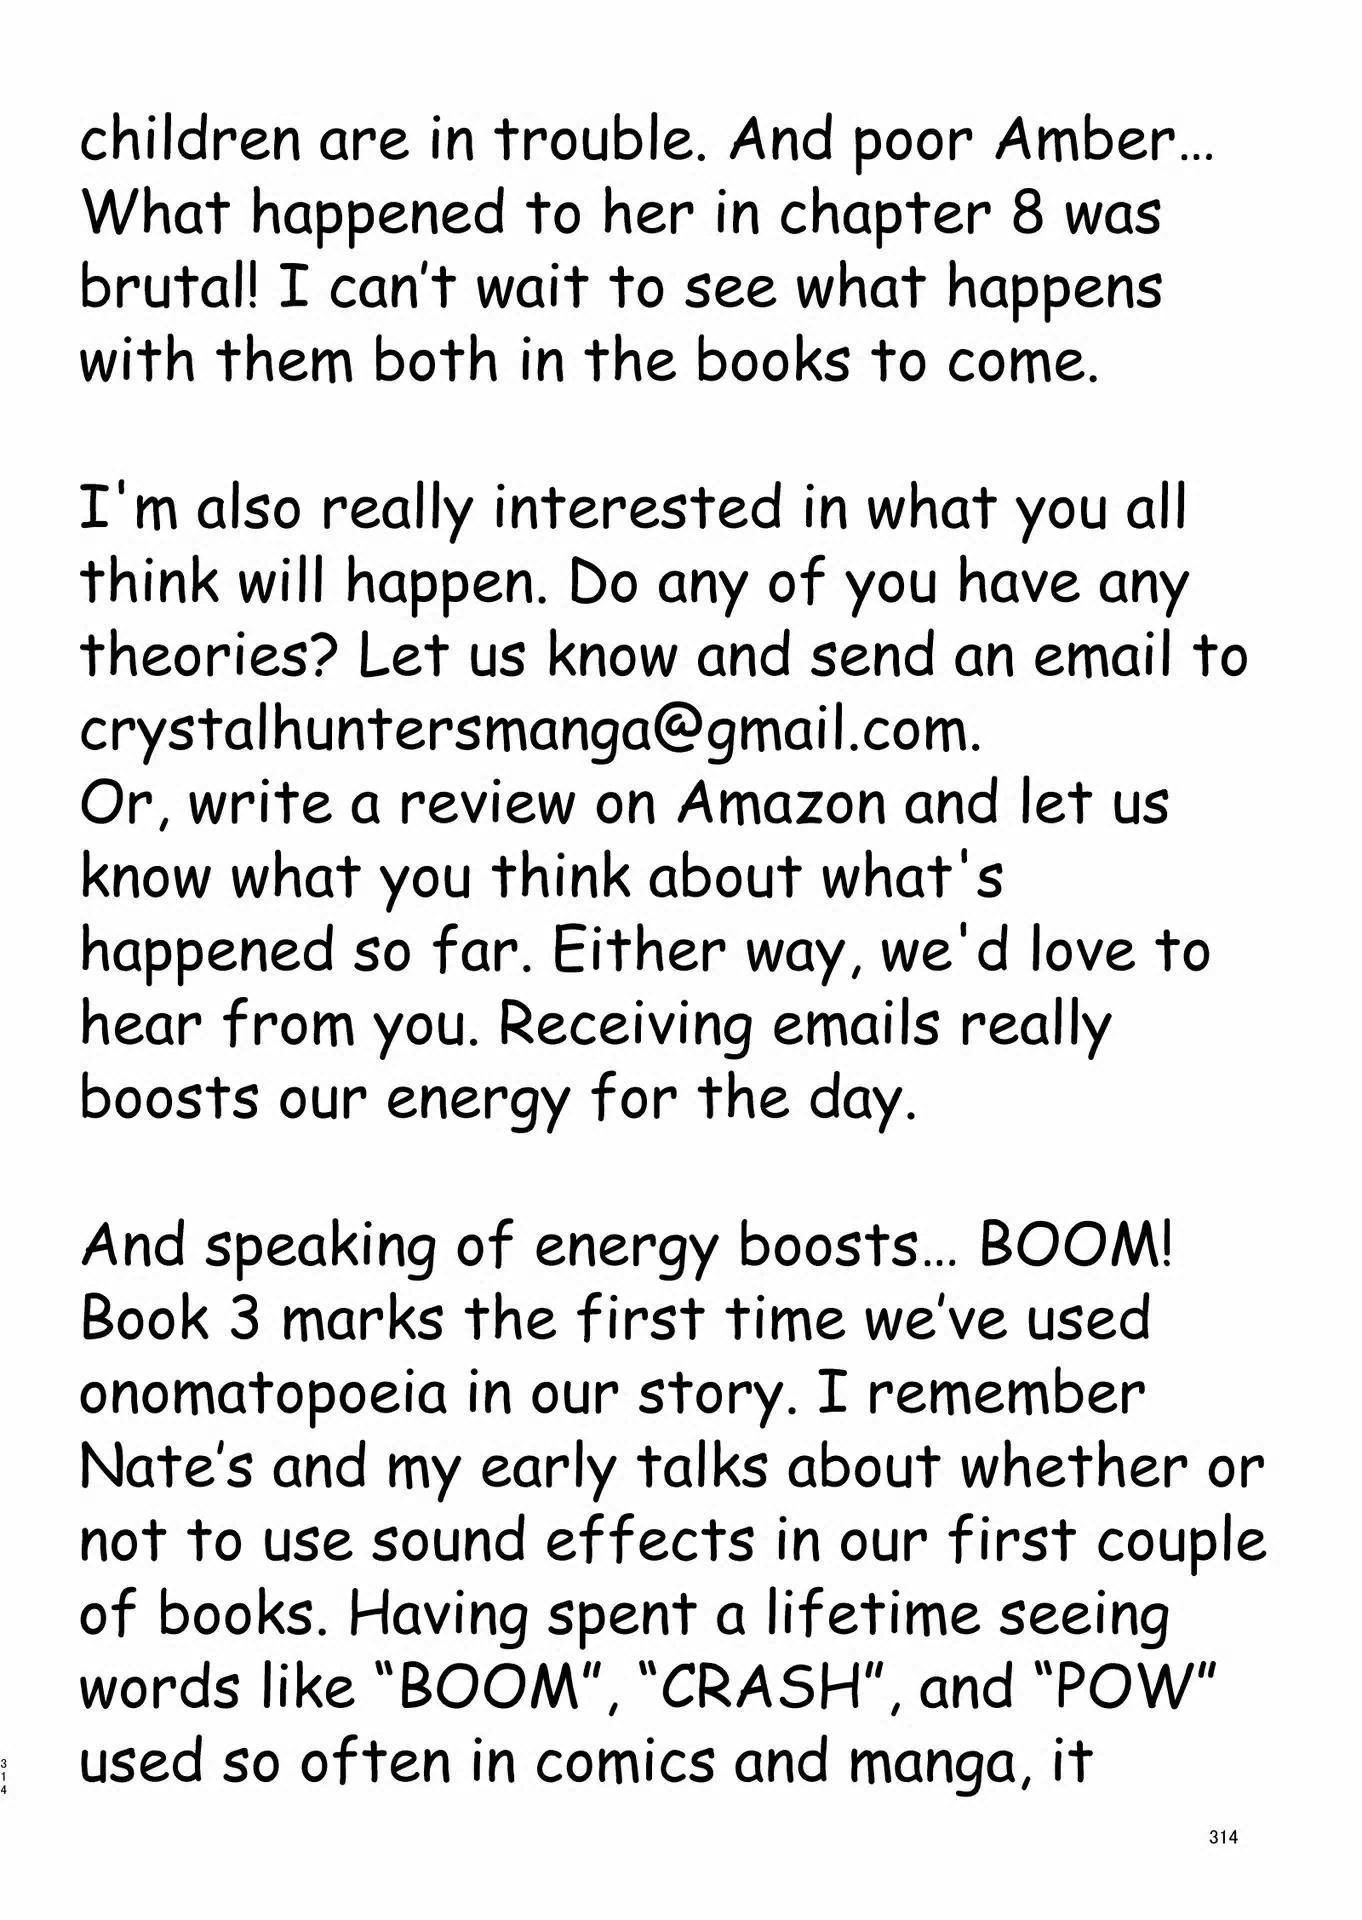 children are in trouble. And poor Amber…
What happened to her in chapter 8 was
brutal! I can’t wait to see what happens
with them both in the books to come.
I'm also really interested in what you all
think will happen. Do any of you have any
theories? Let us know and send an email to
crystalhuntersmanga@gmail.com.
Or, write a review on Amazon and let us
know what you think about what's
happened so far. Either way, we'd love to
hear from you. Receiving emails really
boosts our energy for the day.
And speaking of energy boosts… BOOM!
Book 3 marks the first time we’ve used
onomatopoeia in our story. I remember
Nate’s and my early talks about whether or
not to use sound effects in our first couple
of books. Having spent a lifetime seeing
words like “BOOM”, “CRASH”, and “POW”
used so often in comics and manga, it
314
314